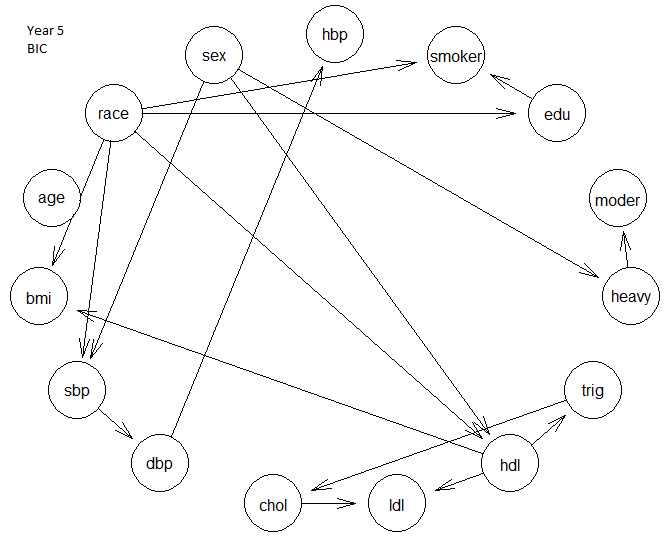 Year 5
BIC
hbp
sex
smoker
race
edu
age
moder
bmi
heavy
sbp
trig
dbp
hdl
chol
ldl